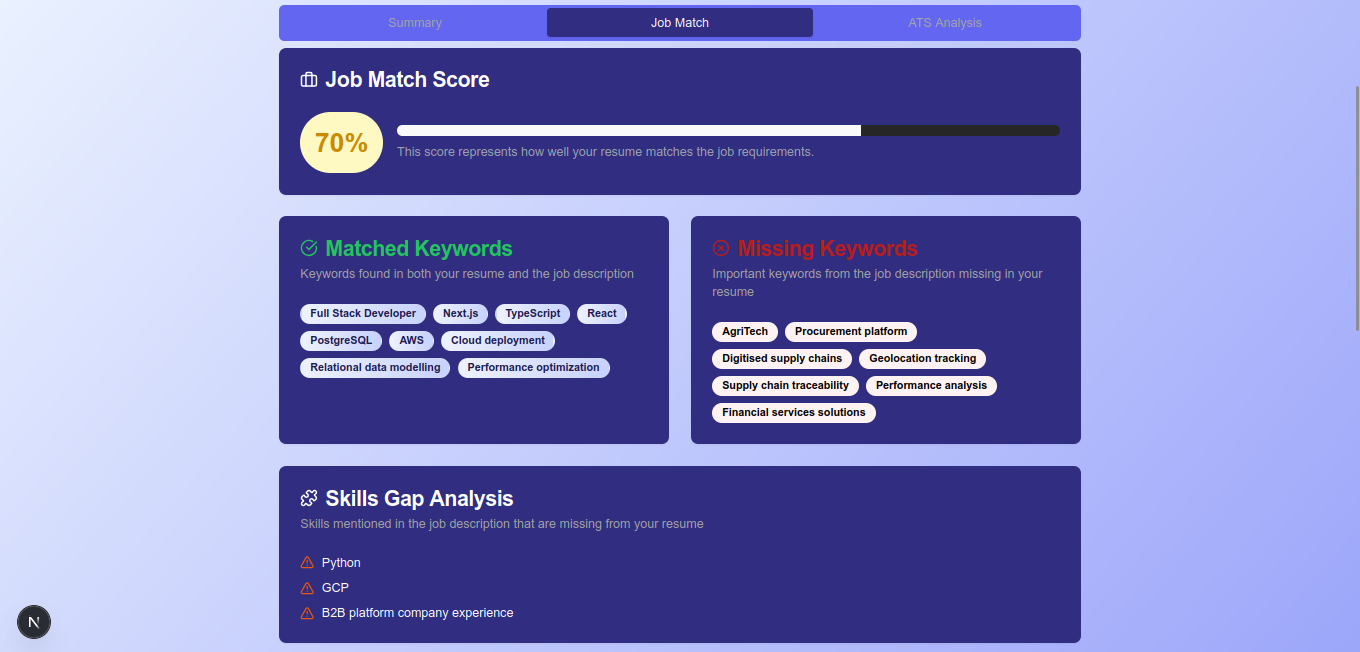 Summary
Job Match
ATS Analysis
Job Match Score
70%
This score represents how well your resume matches the job requirements.
Matched Keywords
Keywords found in both your resume and the job description
Full Stack Developer
Next.js
TypeScript
React
PostgreSQL
AWS
Cloud deployment
Relational data modelling
Performance optimization
Missing Keywords
Important keywords from the job description missing in your
resume
AgriTech
Procurement platform
Digitised supply chains
Geolocation tracking
Supply chain traceability
Performance analysis
Financial services solutions
Skills Gap Analysis
Skills mentioned in the job description that are missing from your resume
Python
GCP
B2B platform company experience
N